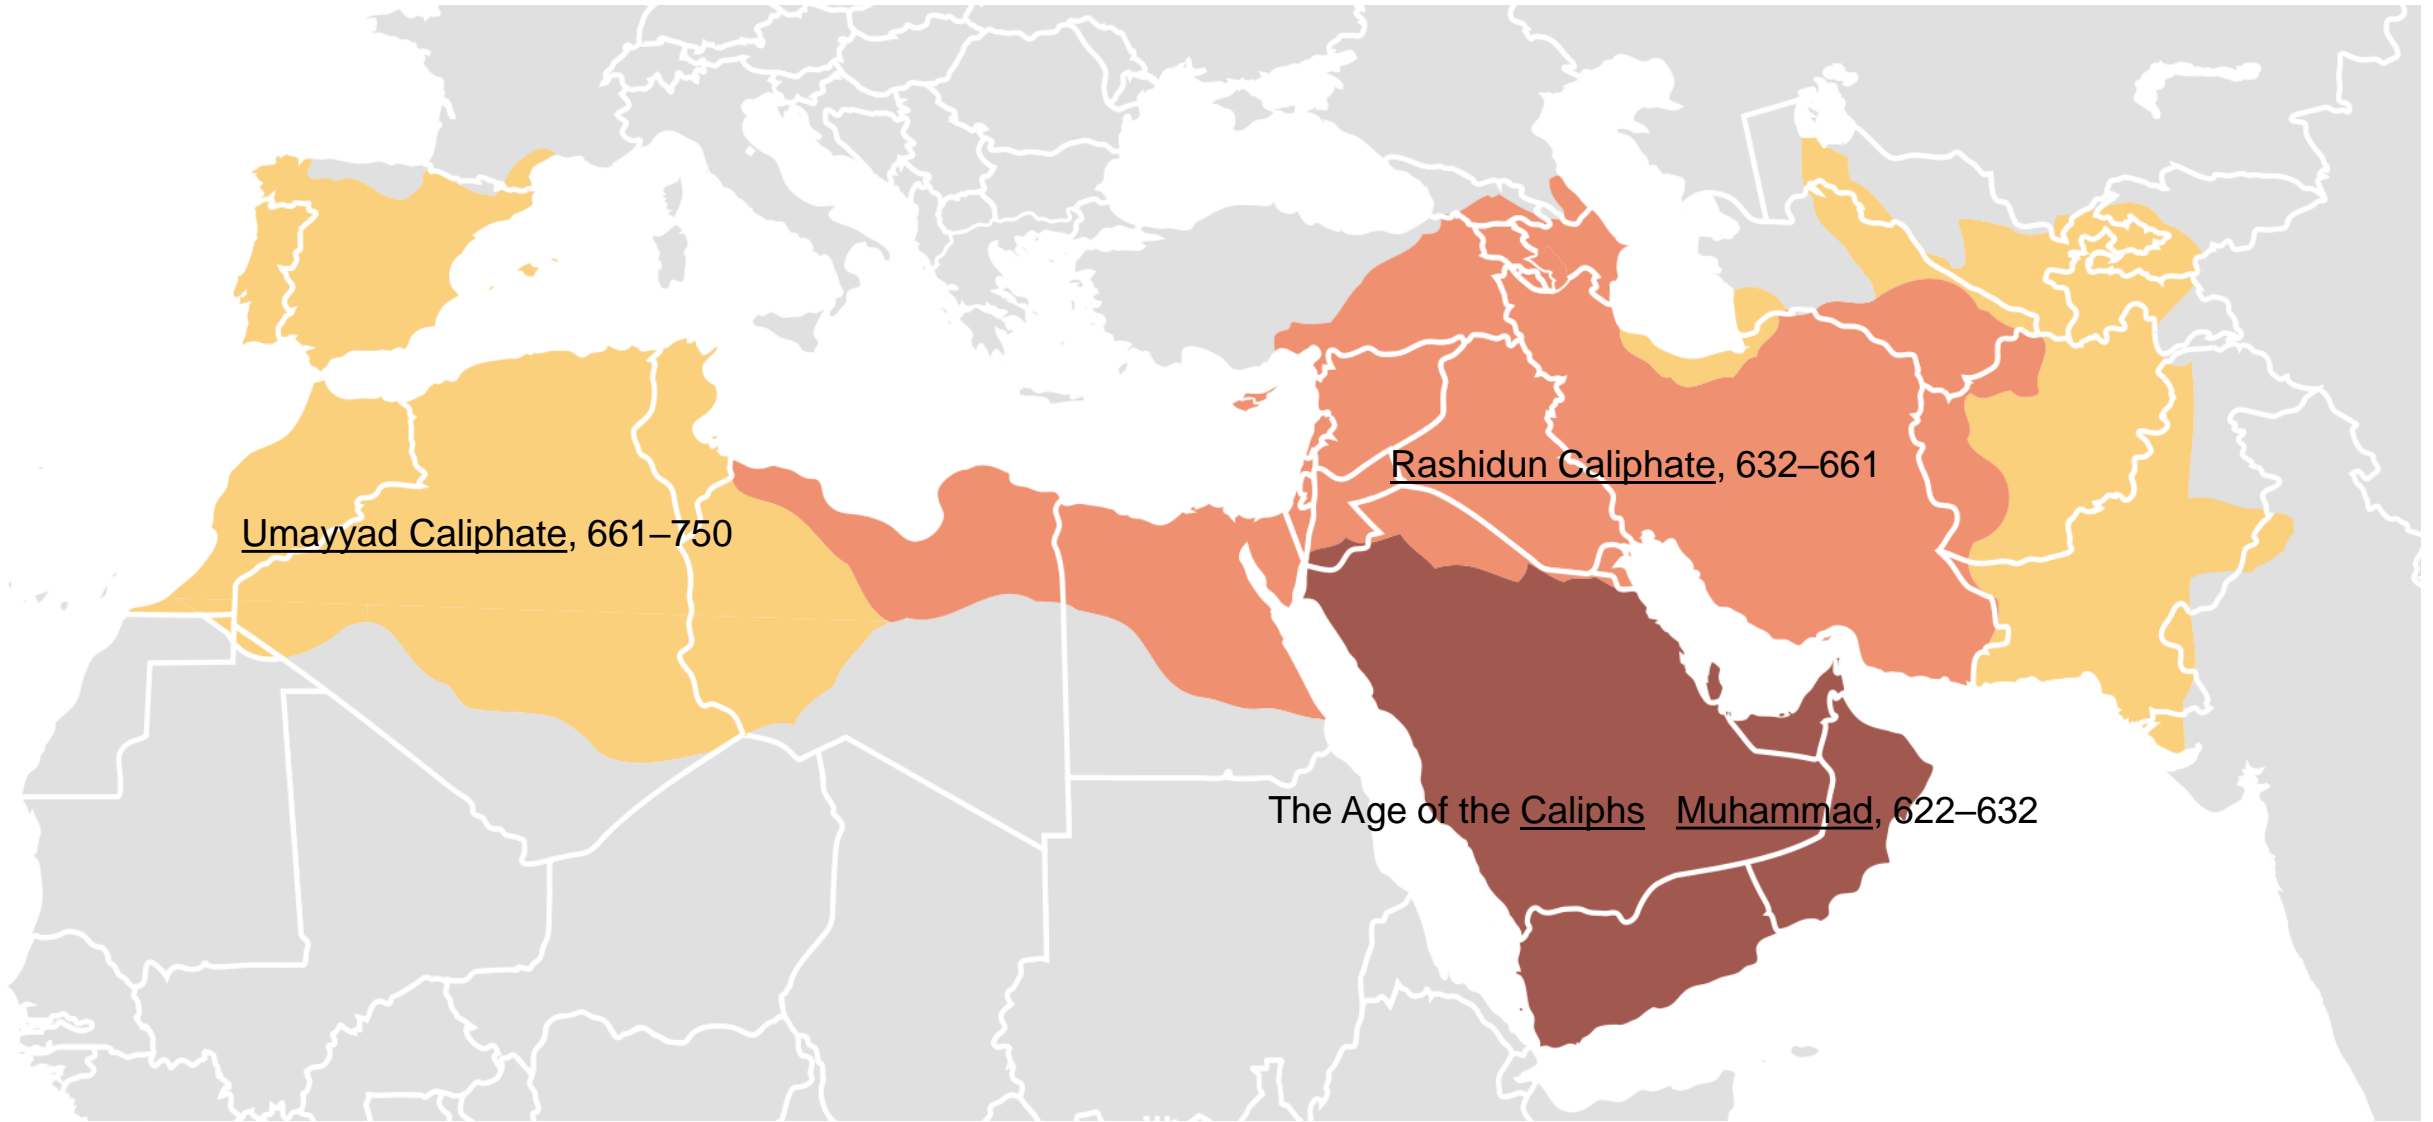 Rashidun Caliphate, 632–661
Umayyad Caliphate, 661–750
The Age of the Caliphs Muhammad, 622–632